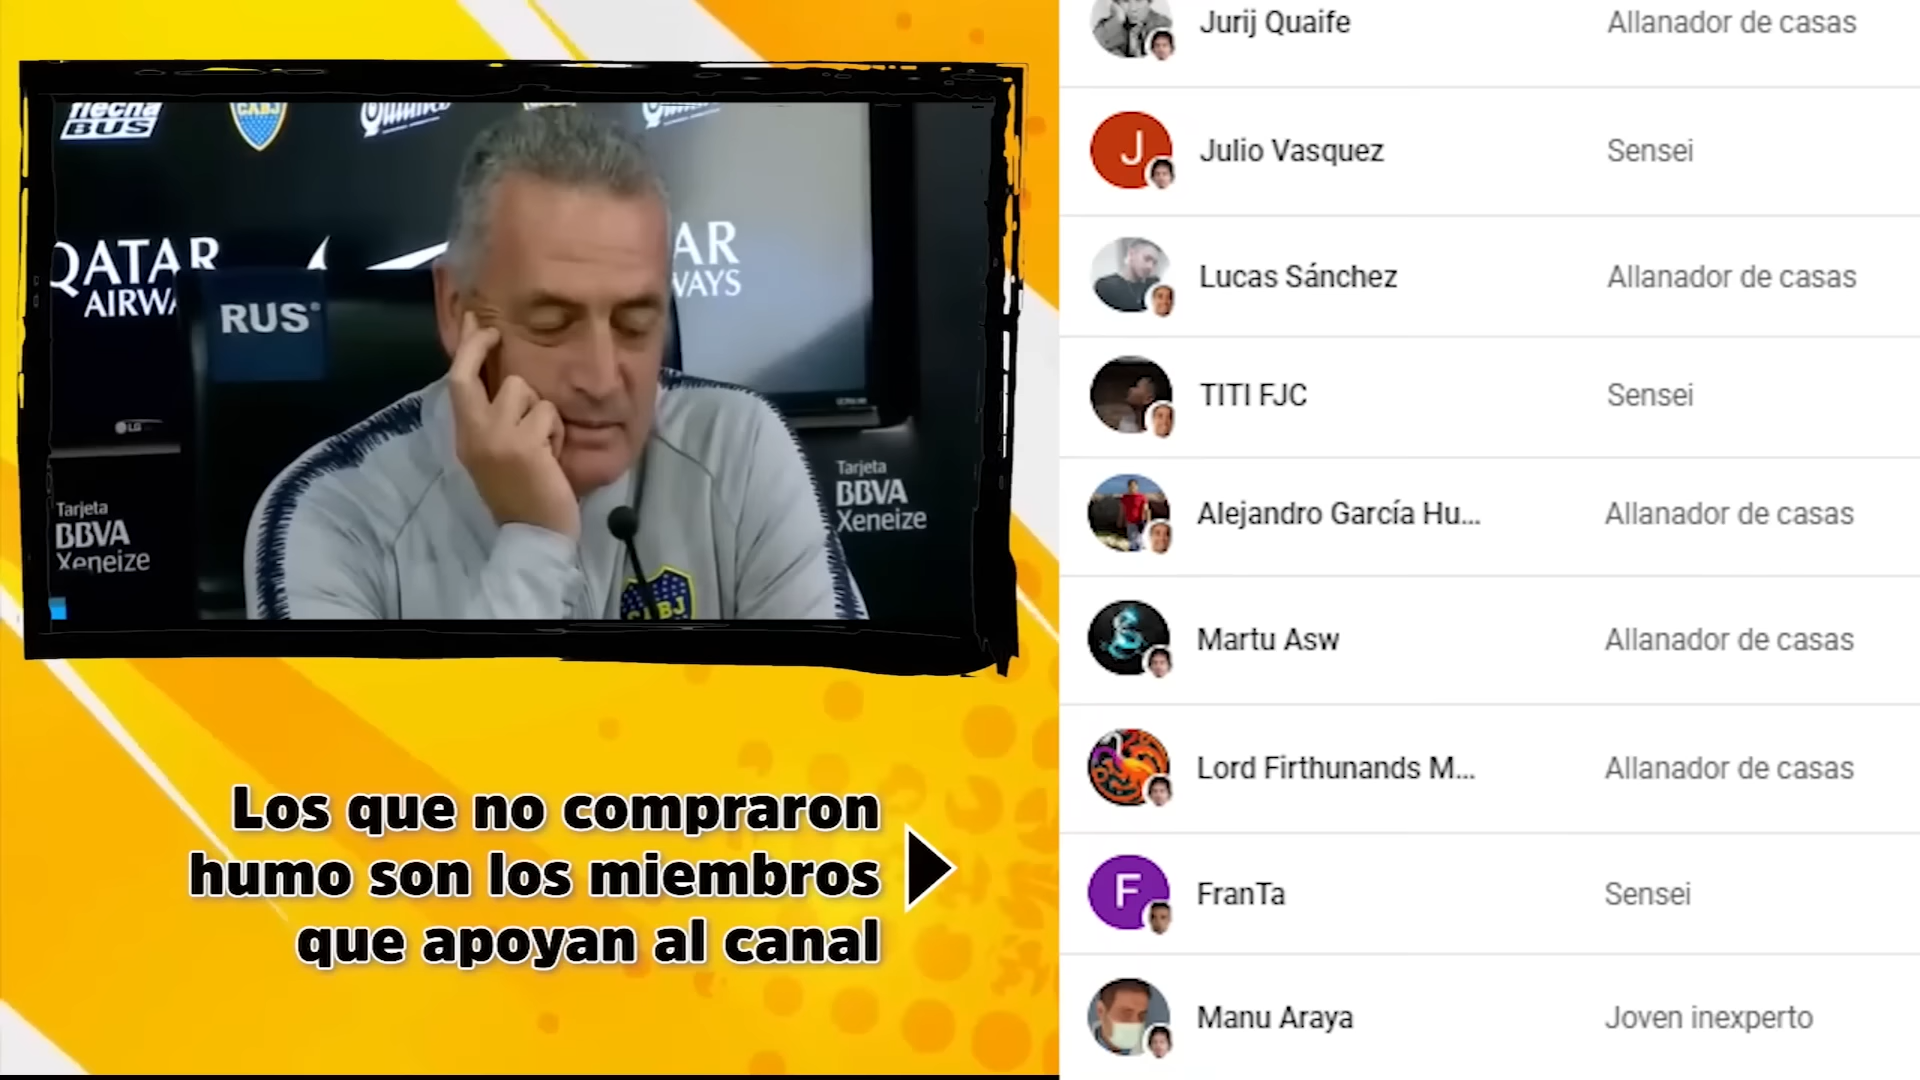 flecha
BUS
CABJ
Quilmes
QATAR
AIRWA
RUS
AR
WAYS
LG
Tarjeta
BBVA
Xeneize
Tarjeta
BBVA
Xeneize
CABJ
Los que no compraron
humo son los miembros
que apoyan al canal
Jurij Quaife Allanador de casas
Julio Vasquez Sensei
Lucas Sánchez Allanador de casas
TITI FJC Sensei
Alejandro García Hu... Allanador de casas
Martu Asw Allanador de casas
Lord Firthunands M... Allanador de casas
FranTa Sensei
Manu Araya Joven inexperto
J
F